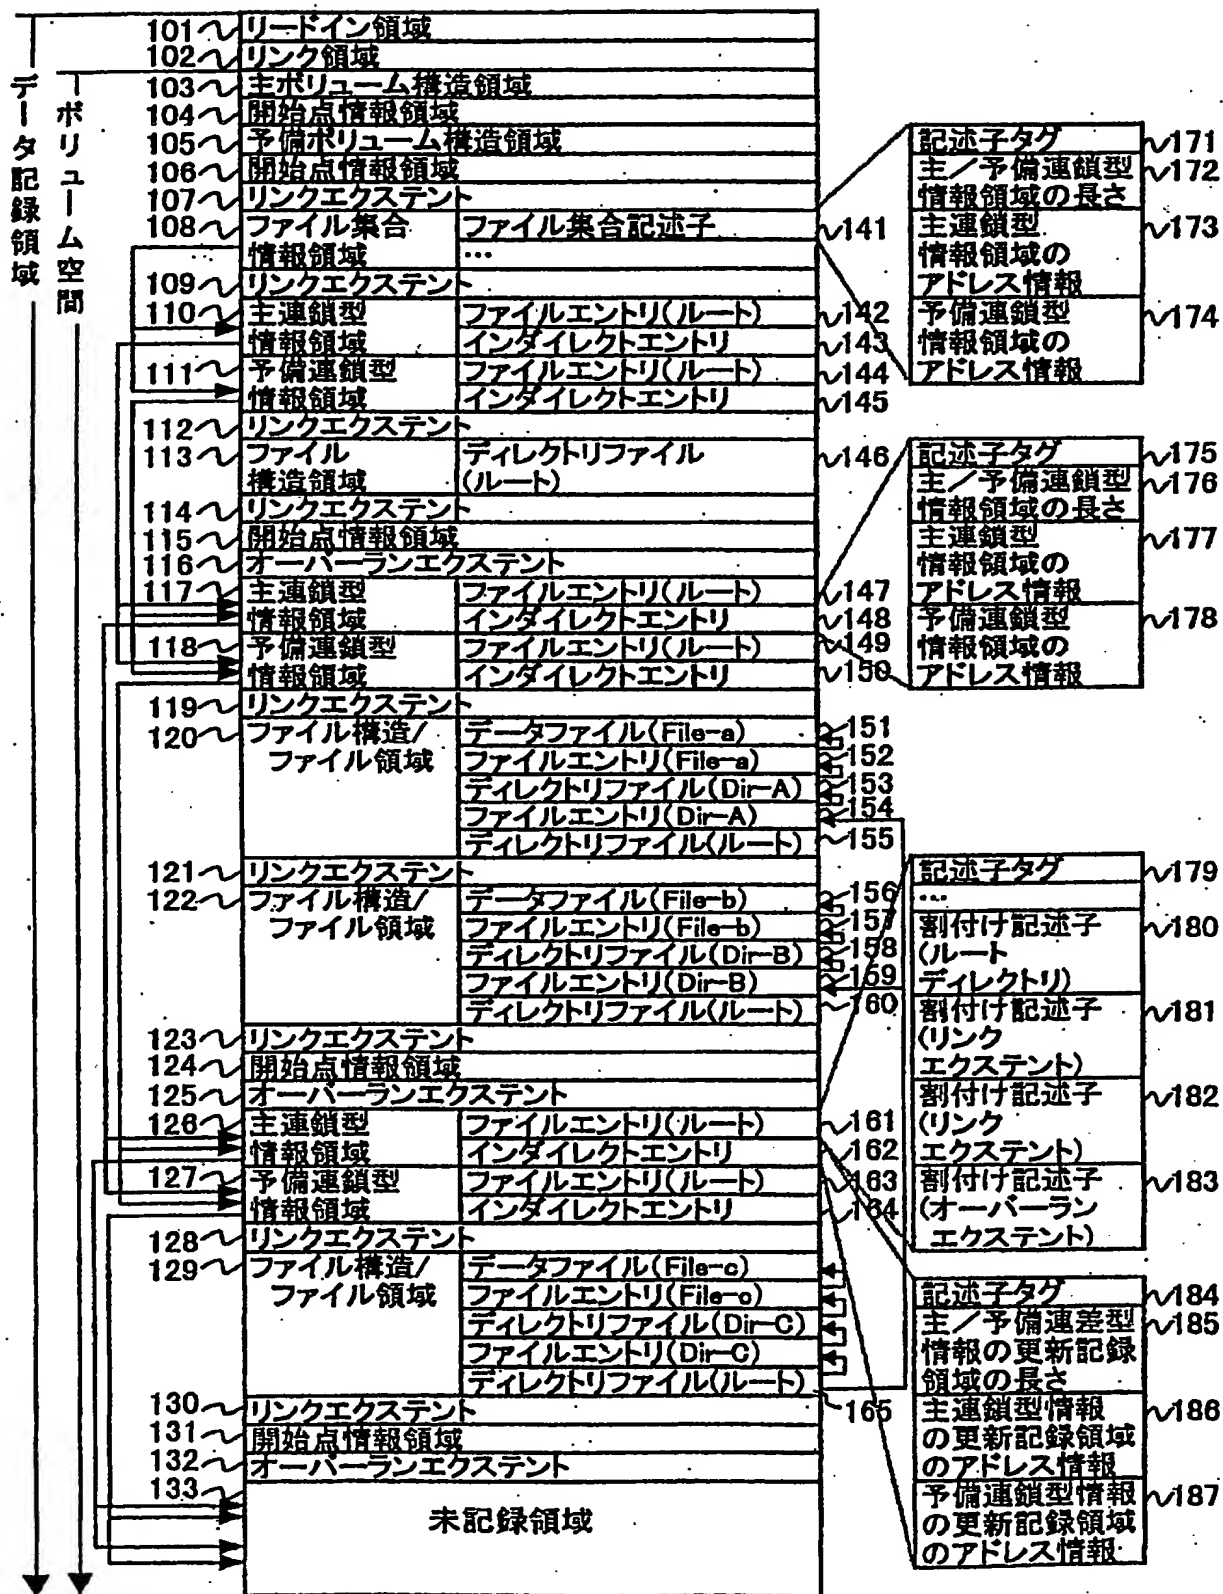 データ記録領域
ボリューム空間
101 リードイン領域
102 リンク領域
103 主ボリューム構造領域
104 開始点情報領域
105 予備ボリューム構造領域
106 開始点情報領域
107 リンクエクステント
108 ファイル集合 ファイル集合記述子 141
情報領域 …
109 リンクエクステント
110 主連鎖型 ファイルエントリ(ルート) 142
情報領域 インダイレクトエントリ 143
111 予備連鎖型 ファイルエントリ(ルート) 144
情報領域 インダイレクトエントリ 145
112 リンクエクステント
113 ファイル ディレクトリファイル 146
構造領域 (ルート)
114 リンクエクステント
115 開始点情報領域
116 オーバーランエクステント
117 主連鎖型 ファイルエントリ(ルート) 147
情報領域 インダイレクトエントリ 148
118 予備連鎖型 ファイルエントリ(ルート) 149
情報領域 インダイレクトエントリ 150
119 リンクエクステント
120 ファイル構造/ データファイル(File-a) 151
ファイル領域 ファイルエントリ(File-a) 152
ディレクトリファイル(Dir-A) 153
ファイルエントリ(Dir-A) 154
ディレクトリファイル(ルート) 155
121 リンクエクステント
122 ファイル構造/ データファイル(File-b) 156
ファイル領域 ファイルエントリ(File-b) 157
ディレクトリファイル(Dir-B) 158
ファイルエントリ(Dir-B) 159
ディレクトリファイル(ルート) 160
123 リンクエクステント
124 開始点情報領域
125 オーバーランエクステント
126 主連鎖型 ファイルエントリ(ルート) 161
情報領域 インダイレクトエントリ 162
127 予備連鎖型 ファイルエントリ(ルート) 163
情報領域 インダイレクトエントリ 164
128 リンクエクステント
129 ファイル構造/ データファイル(File-c)
ファイル領域 ファイルエントリ(File-c)
ディレクトリファイル(Dir-C)
ファイルエントリ(Dir-C)
ディレクトリファイル(ルート) 165
130 リンクエクステント
131 開始点情報領域
132 オーバーランエクステント
133
未記録領域
記述子タグ 171
主/予備連鎖型 172
情報領域の長さ
主連鎖型 173
情報領域の
アドレス情報
予備連鎖型 174
情報領域の
アドレス情報
記述子タグ 175
主/予備連鎖型 176
情報領域の長さ
主連鎖型 177
情報領域の
アドレス情報
予備連鎖型 178
情報領域の
アドレス情報
記述子タグ 179
…
割付け記述子 180
(ルート
ディレクトリ)
割付け記述子 181
(リンク
エクステント)
割付け記述子 182
(リンク
エクステント)
割付け記述子 183
(オーバーラン
エクステント)
記述子タグ 184
主/予備連差型 185
情報の更新記録
領域の長さ
主連鎖型情報 186
の更新記録領域
のアドレス情報
予備連鎖型情報 187
の更新記録領域
のアドレス情報